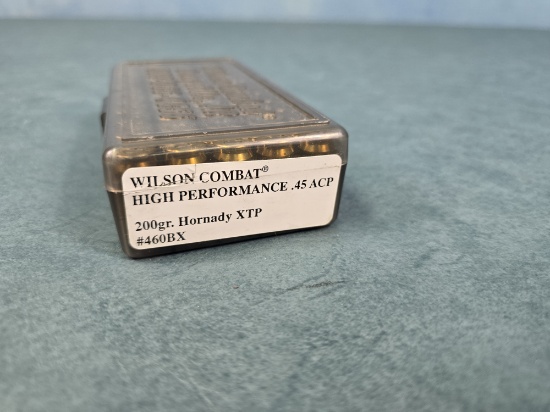 WILSON COMBAT®
HIGH PERFORMANCE .45 ACP
200gr. Hornady XTP
#460BX